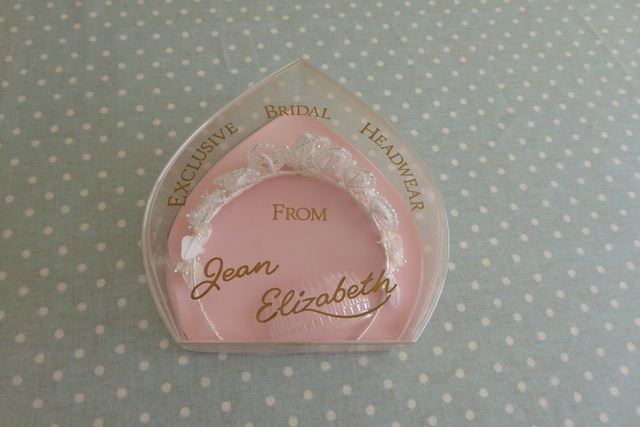 EXCLUSIVE BRIDAL HEADWEAR
FROM
Jean
Elizabeth